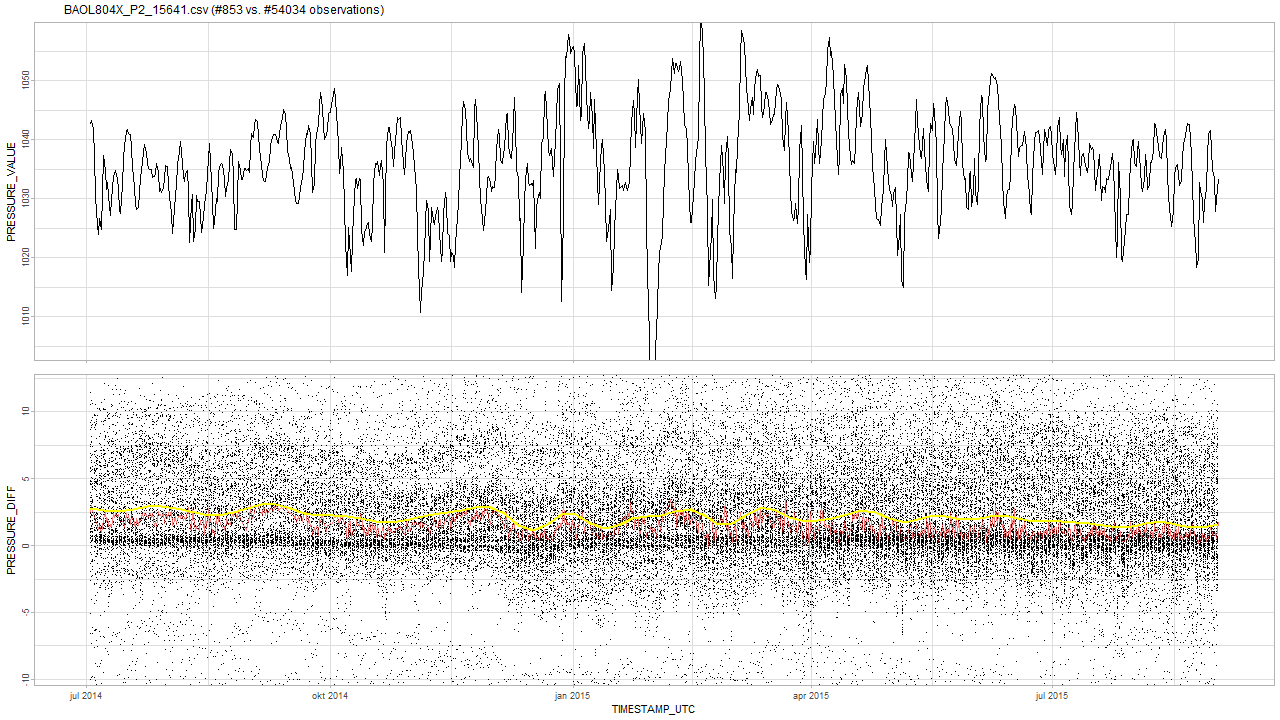 BAOL804X_P2_15641.csv (#853 vs. #54034 observations)
PRESSURE_VALUE
1050
1040
1030
1020
1010
PRESSURE_DIFF
10
5
0
-5
-10
jul 2014 okt 2014 jan 2015 apr 2015 jul 2015
TIMESTAMP_UTC